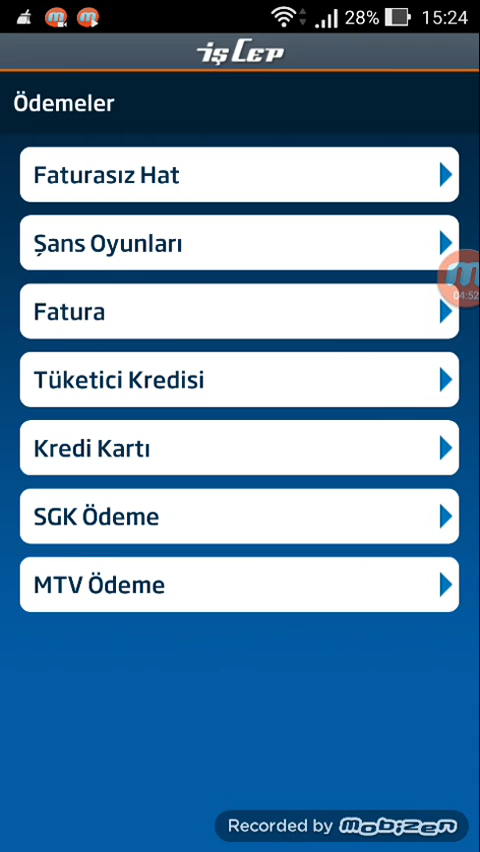 28% 15:24
işCep
Ödemeler
Faturasız Hat
Şans Oyunları
04:52
Fatura
Tüketici Kredisi
Kredi Kartı
SGK Ödeme
MTV Ödeme
Recorded by mobizen